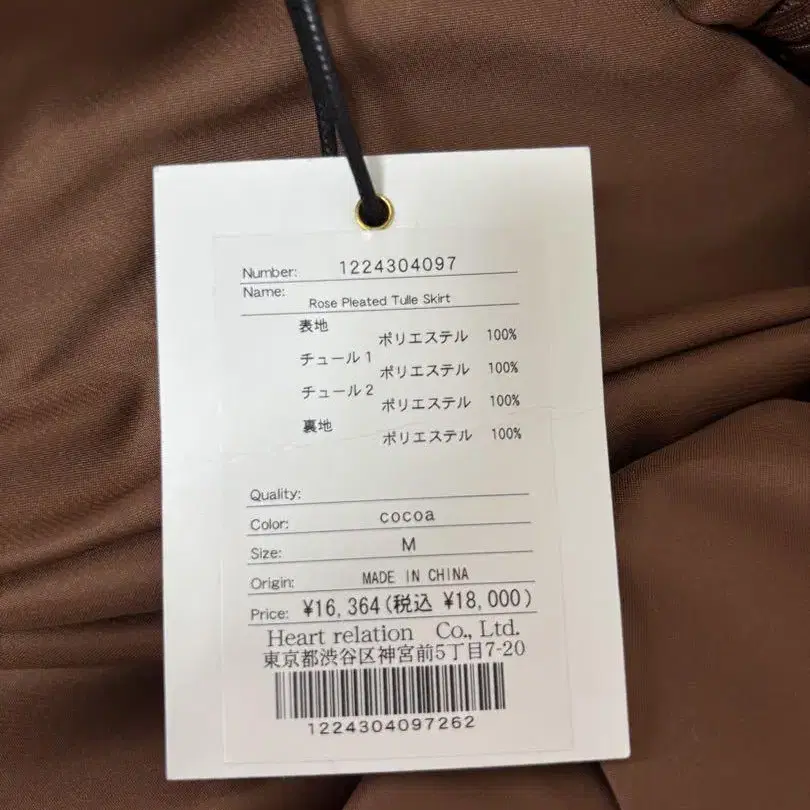 Number: 1224304097
Name: Rose Pleated Tulle Skirt
表地
ポリエステル 100%
チュール1
ポリエステル 100%
チュール2
ポリエステル 100%
裏地
ポリエステル 100%
Quality:
Color: cocoa
Size: M
Origin: MADE IN CHINA
Price: ¥16,364(税込 ¥18,000)
Heart relation Co., Ltd.
東京都渋谷区神宮前5丁目7-20
1224304097262